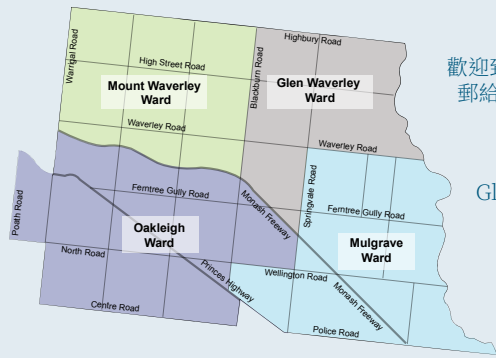 Highbury Road
Warrigal Road
High Street Road
Blackburn Road
Mount Waverley
Ward
Glen Waverley
Ward
Waverley Road
Waverley Road
Springvale Road
Ferntree Gully Road
Ferntree Gully Road
Monash Freeway
Poath Road
Oakleigh
Ward
Mulgrave
Ward
North Road
Princes Highway
Wellington Road
Monash Freeway
Centre Road
Police Road
歡迎
郵給
Gl